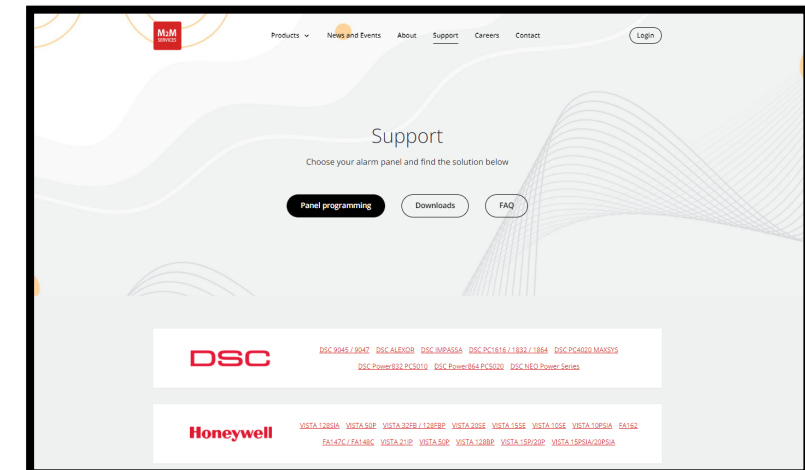 M2M
SERVICES
Products News and Events About Support Careers Contact Login
Support
Choose your alarm panel and find the solution below
Panel programming Downloads FAQ
DSC
DSC 9045 / 9047 DSC ALEXOR DSC IMPASSA DSC PC1616 / 1832 / 1864 DSC PC4020 MAXSYS
DSC Power832 PC5010 DSC Power864 PC5020 DSC NEO Power Series
Honeywell
VISTA 128SIA VISTA 50P VISTA 32FB / 128FBP VISTA 20SE VISTA 15SE VISTA 10SE VISTA 10PSIA FA162
FA147C / FA148C VISTA 21IP VISTA 50P VISTA 128BP VISTA 15P/20P VISTA 15PSIA/20PSIA